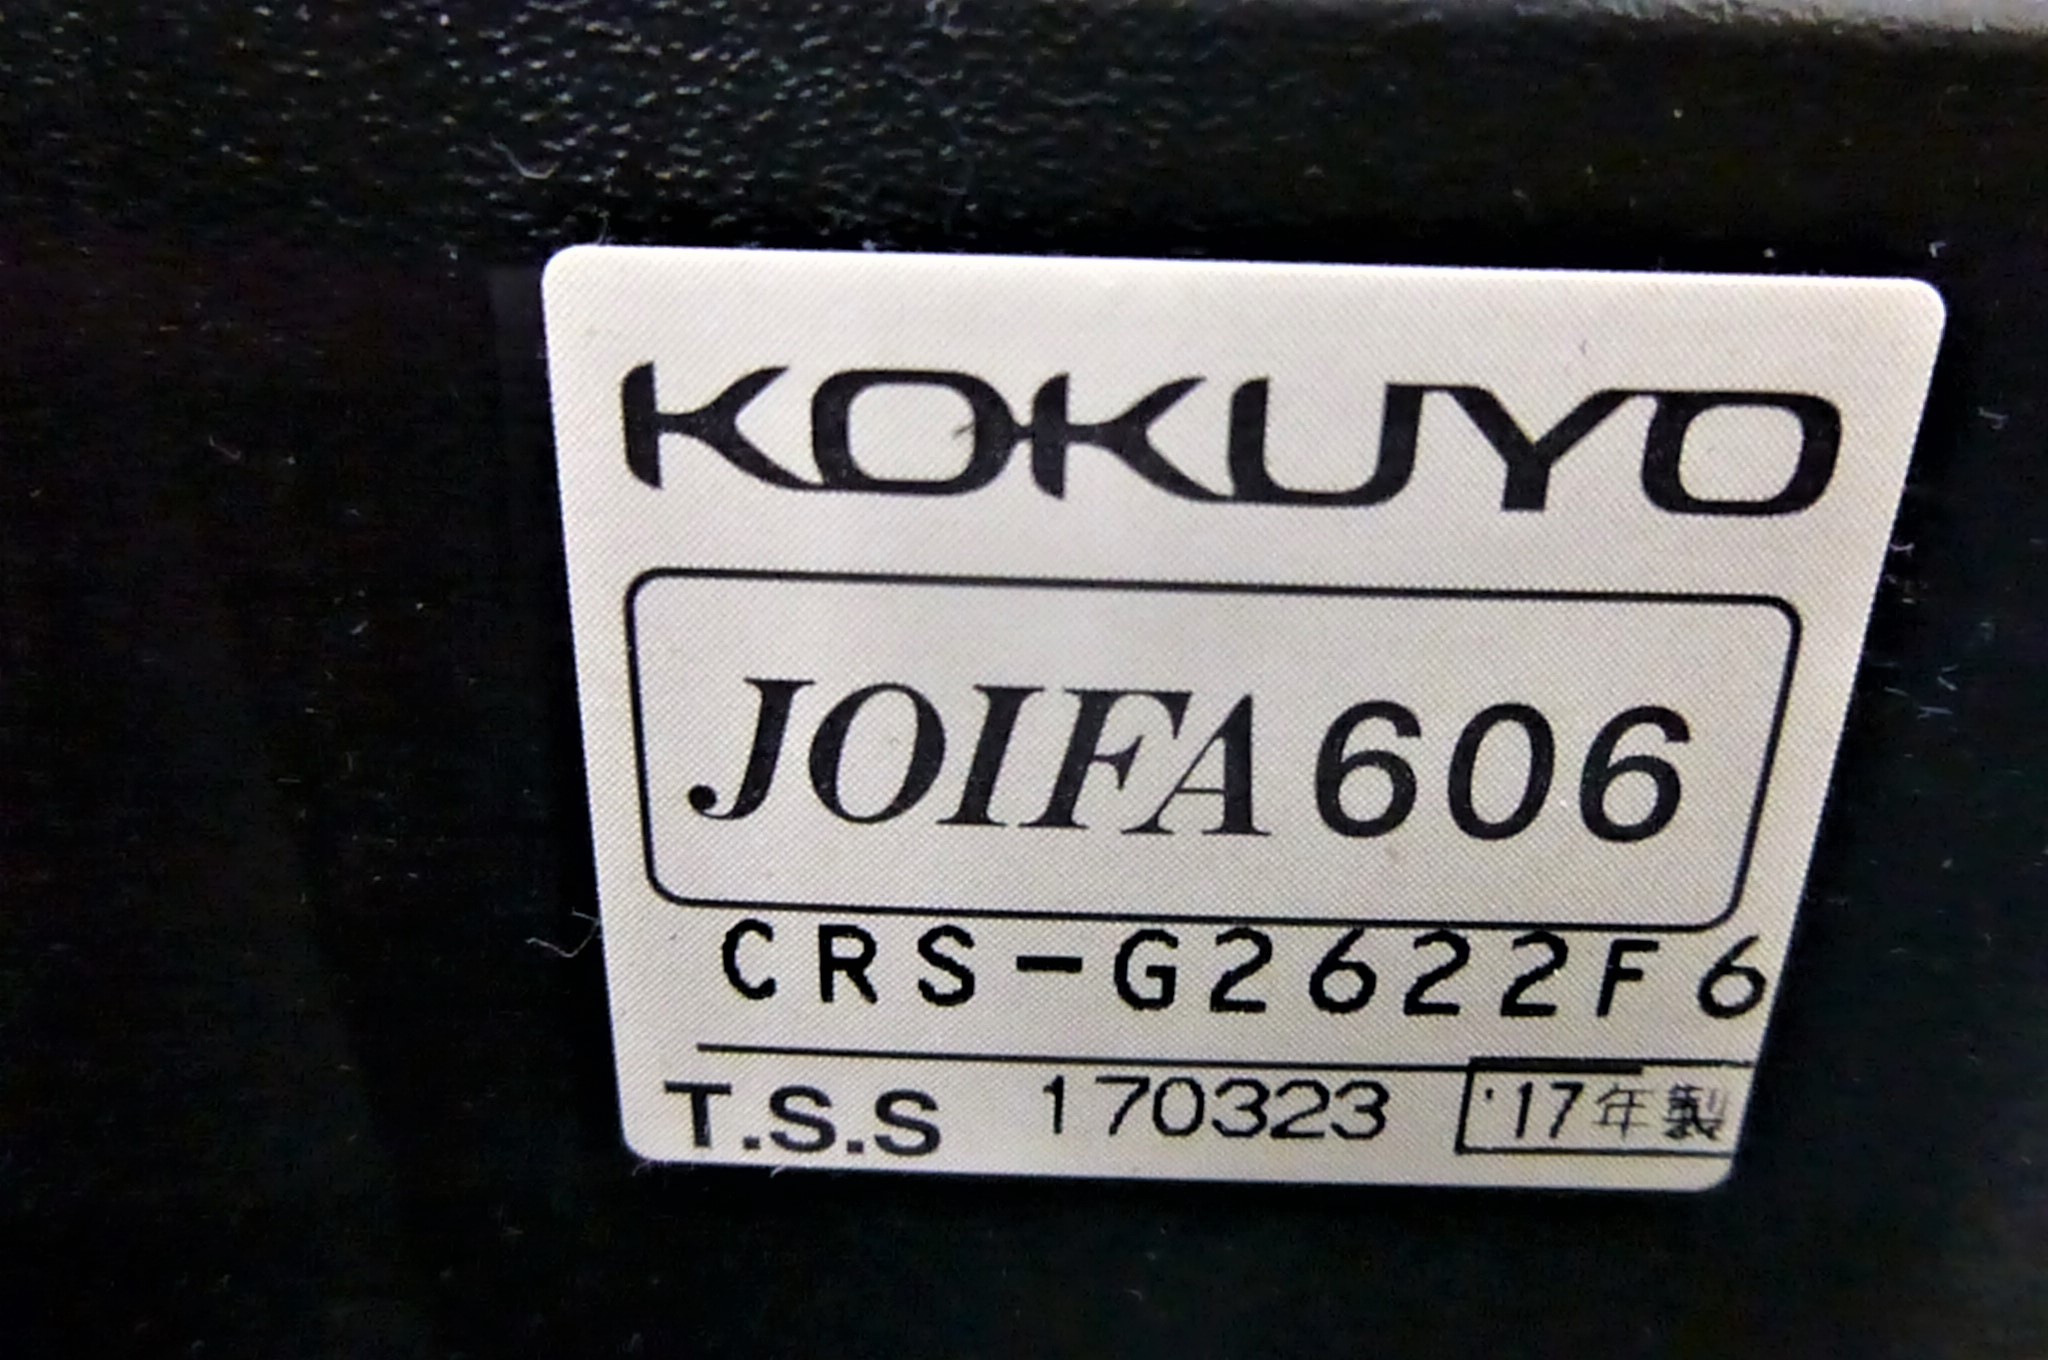 KOKUYO
JOIFA 606
CRS-G2622F6
T.S.S 170323 '17年製